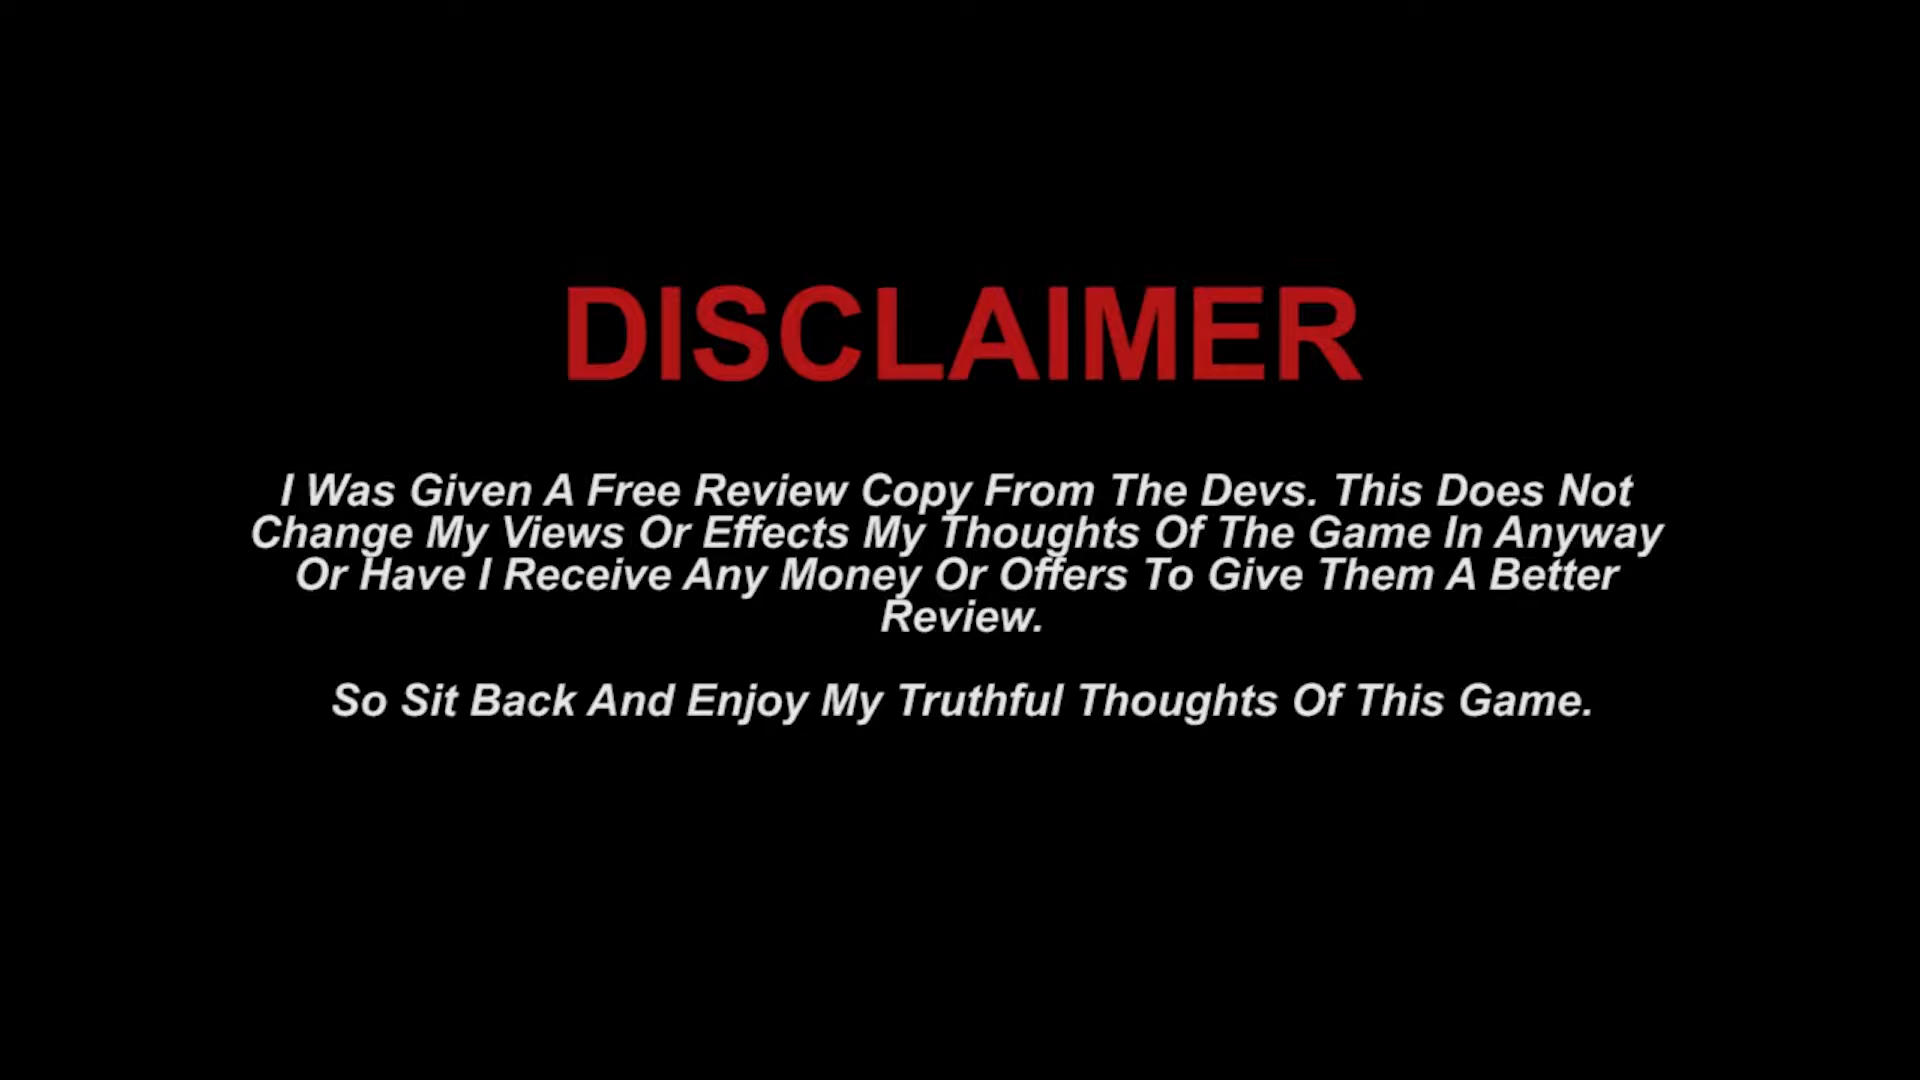 DISCLAIMER
I Was Given A Free Review Copy From The Devs. This Does Not
Change My Views Or Effects My Thoughts Of The Game In Anyway
Or Have I Receive Any Money Or Offers To Give Them A Better
Review.
So Sit Back And Enjoy My Truthful Thoughts Of This Game.